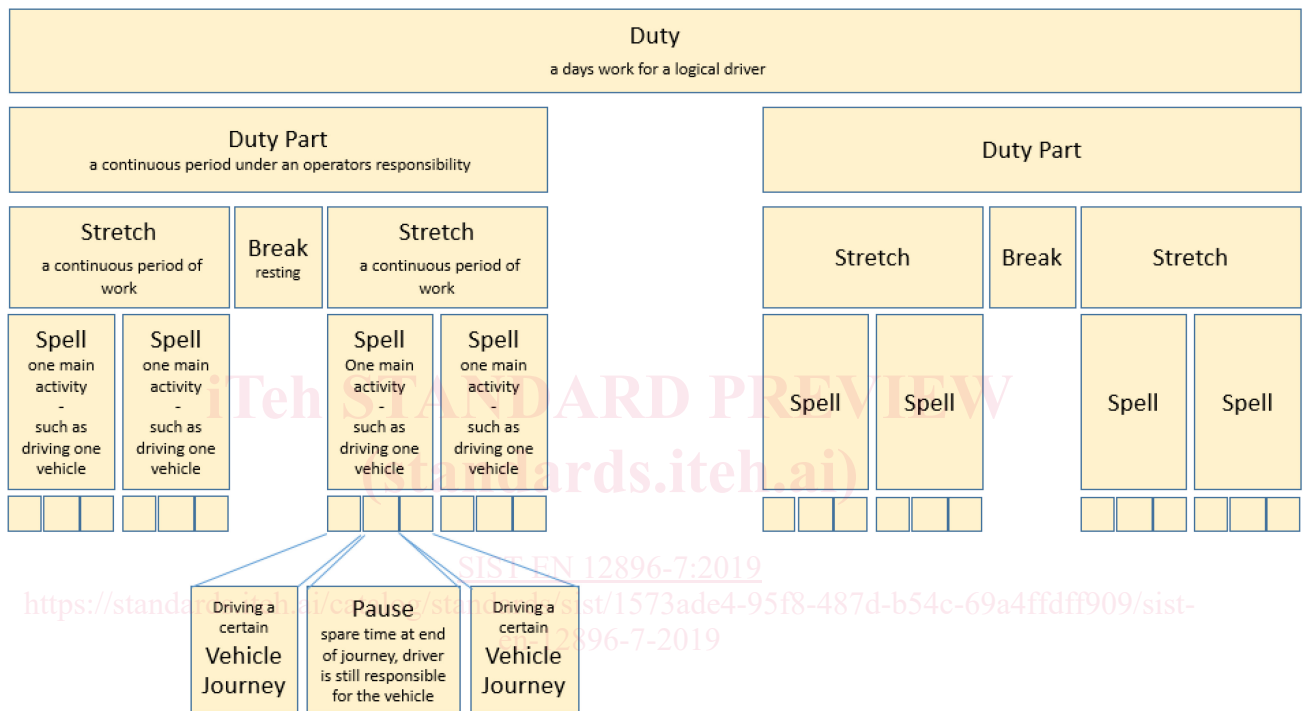 Duty
a days work for a logical driver
Duty Part
a continuous period under an operators responsibility
Duty Part
Stretch
a continuous period of
work
Break
resting
Stretch
a continuous period of
work
Stretch
Break
Stretch
Spell
one main
activity
-
such as
driving one
vehicle
Spell
one main
activity
-
such as
driving one
vehicle
Spell
One main
activity
-
such as
driving one
vehicle
Spell
one main
activity
-
such as
driving one
vehicle
Spell
Spell
Spell
Spell
iTeh STANDARD PREVIEW
(standards.iteh.ai)
SIST EN 12896-7:2019
https://standards.iteh.ai/catalog/standards/sist/1573ade4-95f8-487d-b54c-69a4ffdff909/sist-
en-12896-7-2019
Driving a
certain
Vehicle
Journey
Pause
spare time at end
of journey, driver
is still responsible
for the vehicle
Driving a
certain
Vehicle
Journey